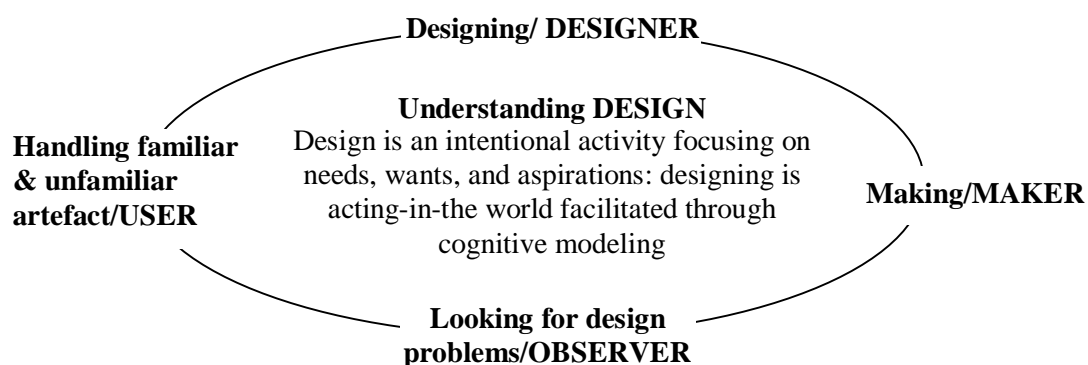 Designing/ DESIGNER
Understanding DESIGN
Design is an intentional activity focusing on
needs, wants, and aspirations: designing is
acting-in-the world facilitated through
cognitive modeling
Handling familiar
& unfamiliar
artefact/USER
Making/MAKER
Looking for design
problems/OBSERVER